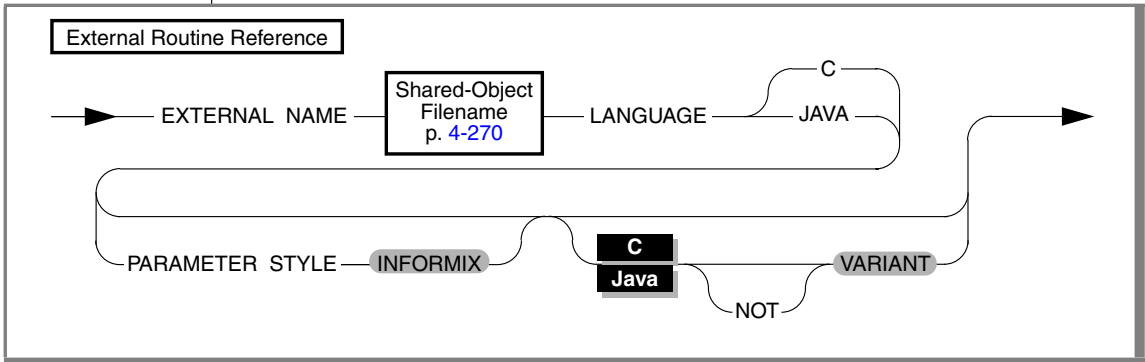 External Routine Reference
EXTERNAL NAME
Shared-Object
Filename
p. 4-270
LANGUAGE
C
JAVA
PARAMETER STYLE
INFORMIX
C
Java
NOT
VARIANT